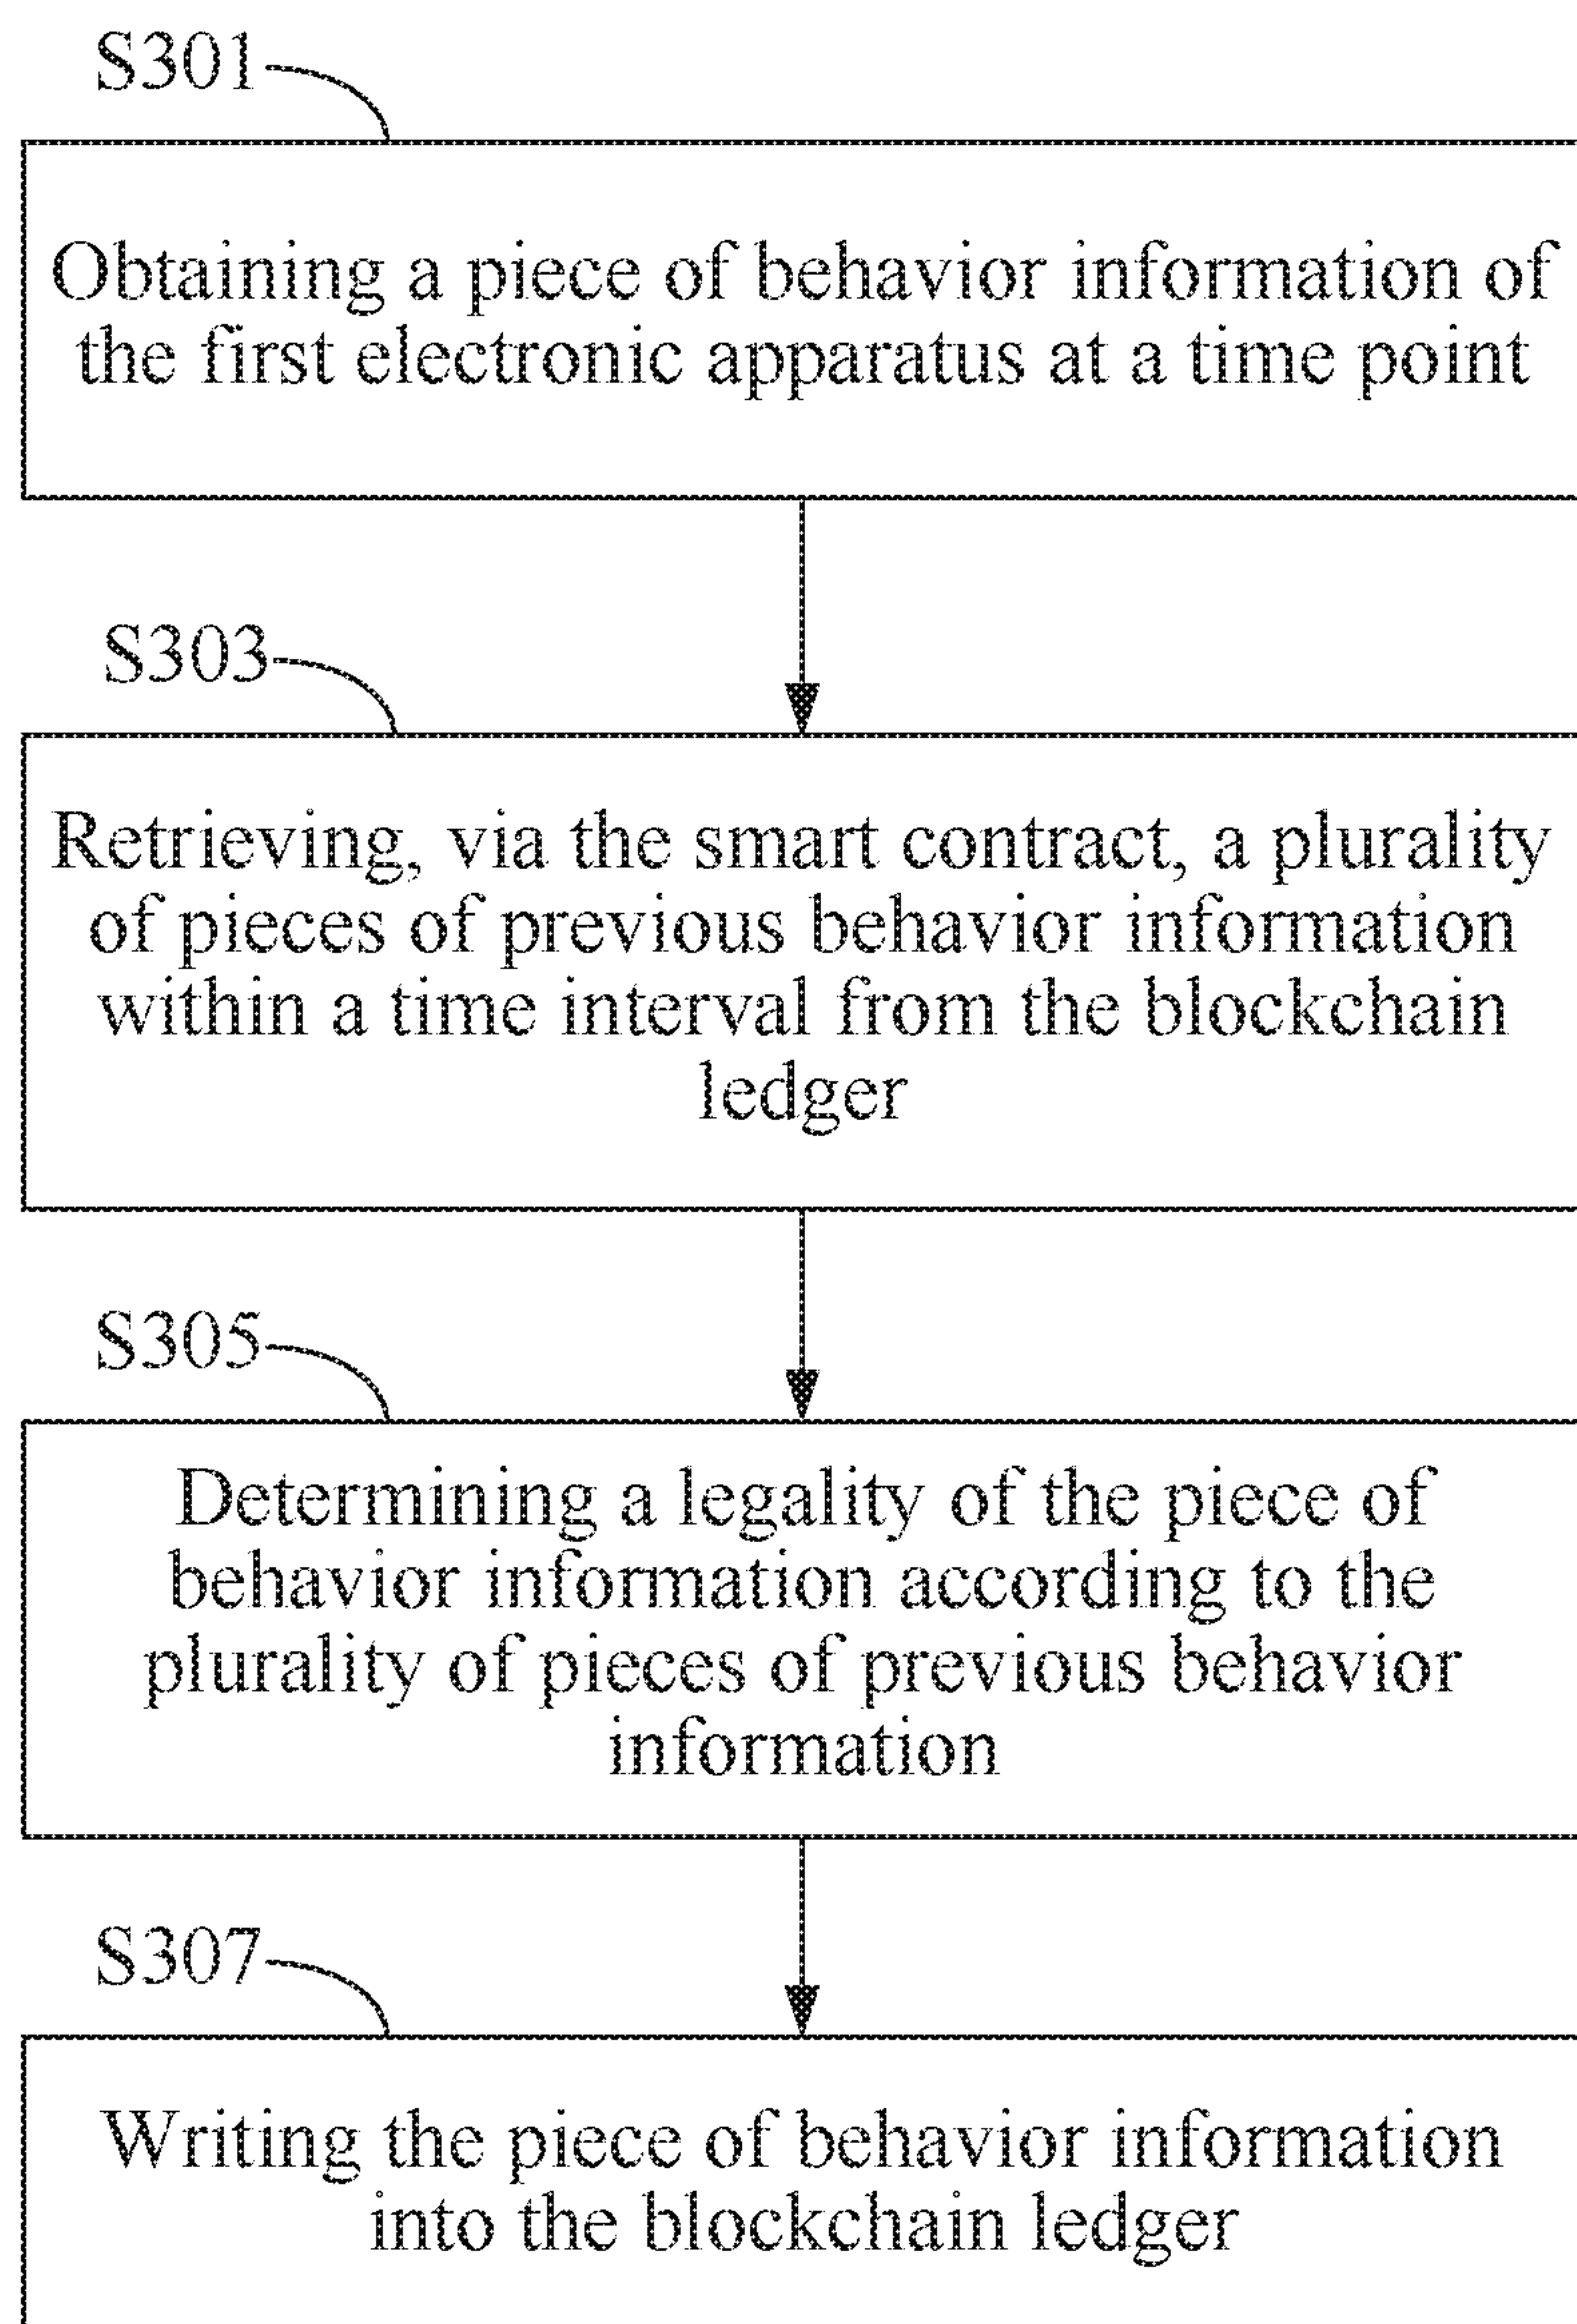 S301
Obtaining a piece of behavior information of
the first electronic apparatus at a time point
S303
Retrieving, via the smart contract, a plurality
of pieces of previous behavior information
within a time interval from the blockchain
ledger
S305
Determining a legality of the piece of
behavior information according to the
plurality of pieces of previous behavior
information
S307
Writing the piece of behavior information
into the blockchain ledger